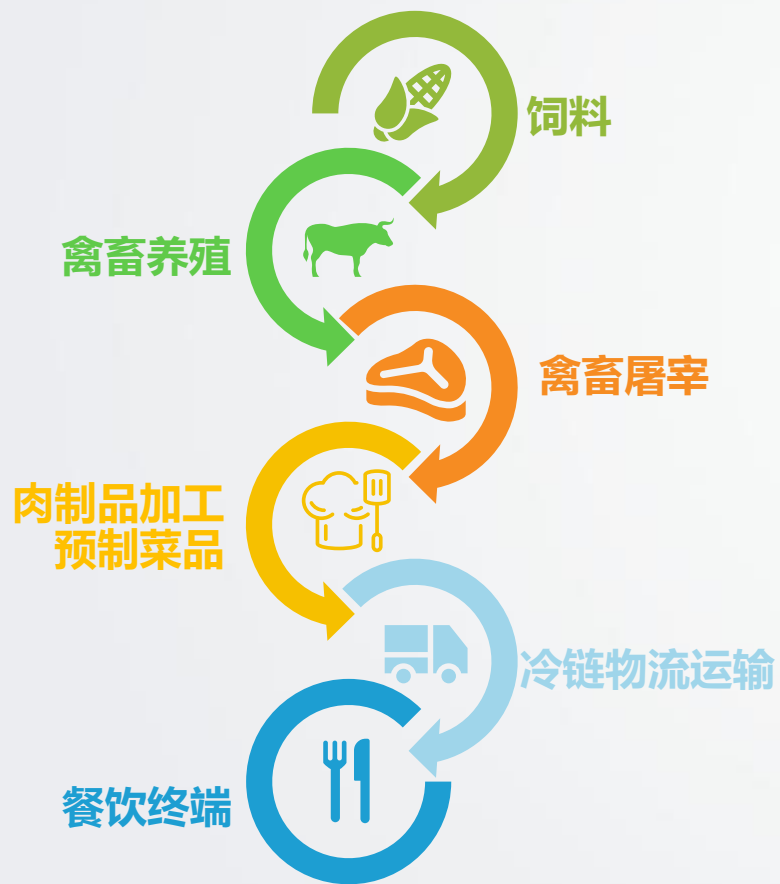 饲料
禽畜养殖
禽畜屠宰
肉制品加工
预制菜品
冷链物流运输
餐饮终端